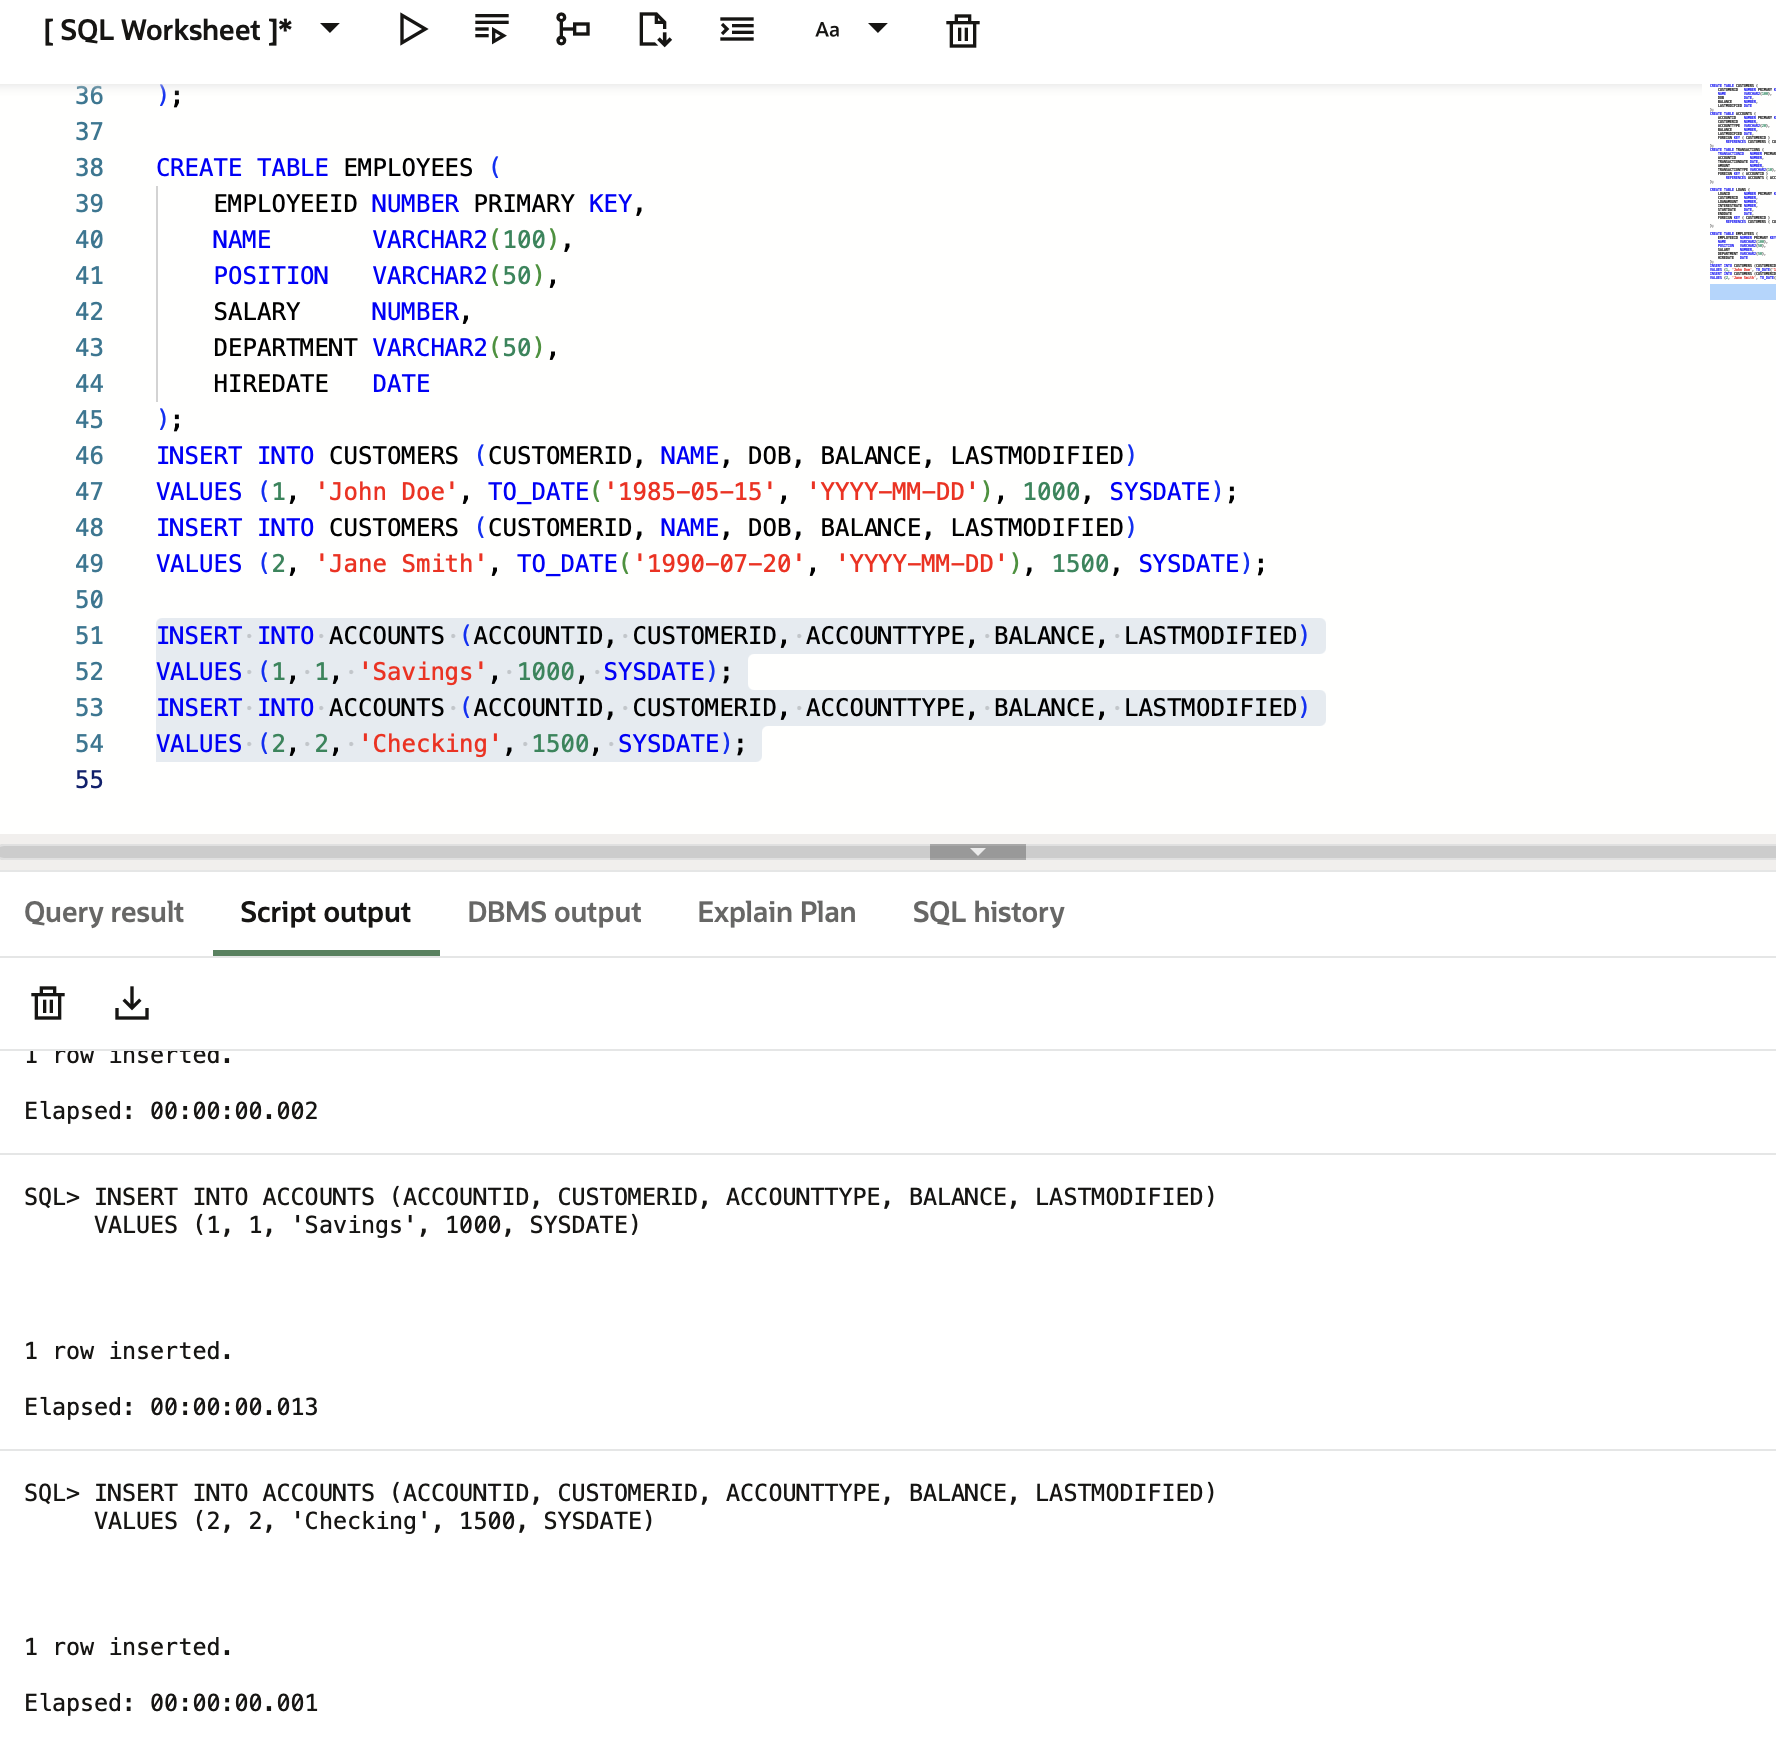 [ SQL Worksheet ]*
Aa
36 );
37
38 CREATE TABLE EMPLOYEES (
39 EMPLOYEEID NUMBER PRIMARY KEY,
40 NAME VARCHAR2(100),
41 POSITION VARCHAR2(50),
42 SALARY NUMBER,
43 DEPARTMENT VARCHAR2(50),
44 HIREDATE DATE
45 );
46 INSERT INTO CUSTOMERS (CUSTOMERID, NAME, DOB, BALANCE, LASTMODIFIED)
47 VALUES (1, 'John Doe', TO_DATE('1985-05-15', 'YYYY-MM-DD'), 1000, SYSDATE);
48 INSERT INTO CUSTOMERS (CUSTOMERID, NAME, DOB, BALANCE, LASTMODIFIED)
49 VALUES (2, 'Jane Smith', TO_DATE('1990-07-20', 'YYYY-MM-DD'), 1500, SYSDATE);
50
51 INSERT INTO ACCOUNTS (ACCOUNTID, CUSTOMERID, ACCOUNTTYPE, BALANCE, LASTMODIFIED)
52 VALUES (1, 1, 'Savings', 1000, SYSDATE);
53 INSERT INTO ACCOUNTS (ACCOUNTID, CUSTOMERID, ACCOUNTTYPE, BALANCE, LASTMODIFIED)
54 VALUES (2, 2, 'Checking', 1500, SYSDATE);
55
Query result Script output DBMS output Explain Plan SQL history
1 row inserted.
Elapsed: 00:00:00.002
SQL> INSERT INTO ACCOUNTS (ACCOUNTID, CUSTOMERID, ACCOUNTTYPE, BALANCE, LASTMODIFIED)
VALUES (1, 1, 'Savings', 1000, SYSDATE)
1 row inserted.
Elapsed: 00:00:00.013
SQL> INSERT INTO ACCOUNTS (ACCOUNTID, CUSTOMERID, ACCOUNTTYPE, BALANCE, LASTMODIFIED)
VALUES (2, 2, 'Checking', 1500, SYSDATE)
1 row inserted.
Elapsed: 00:00:00.001